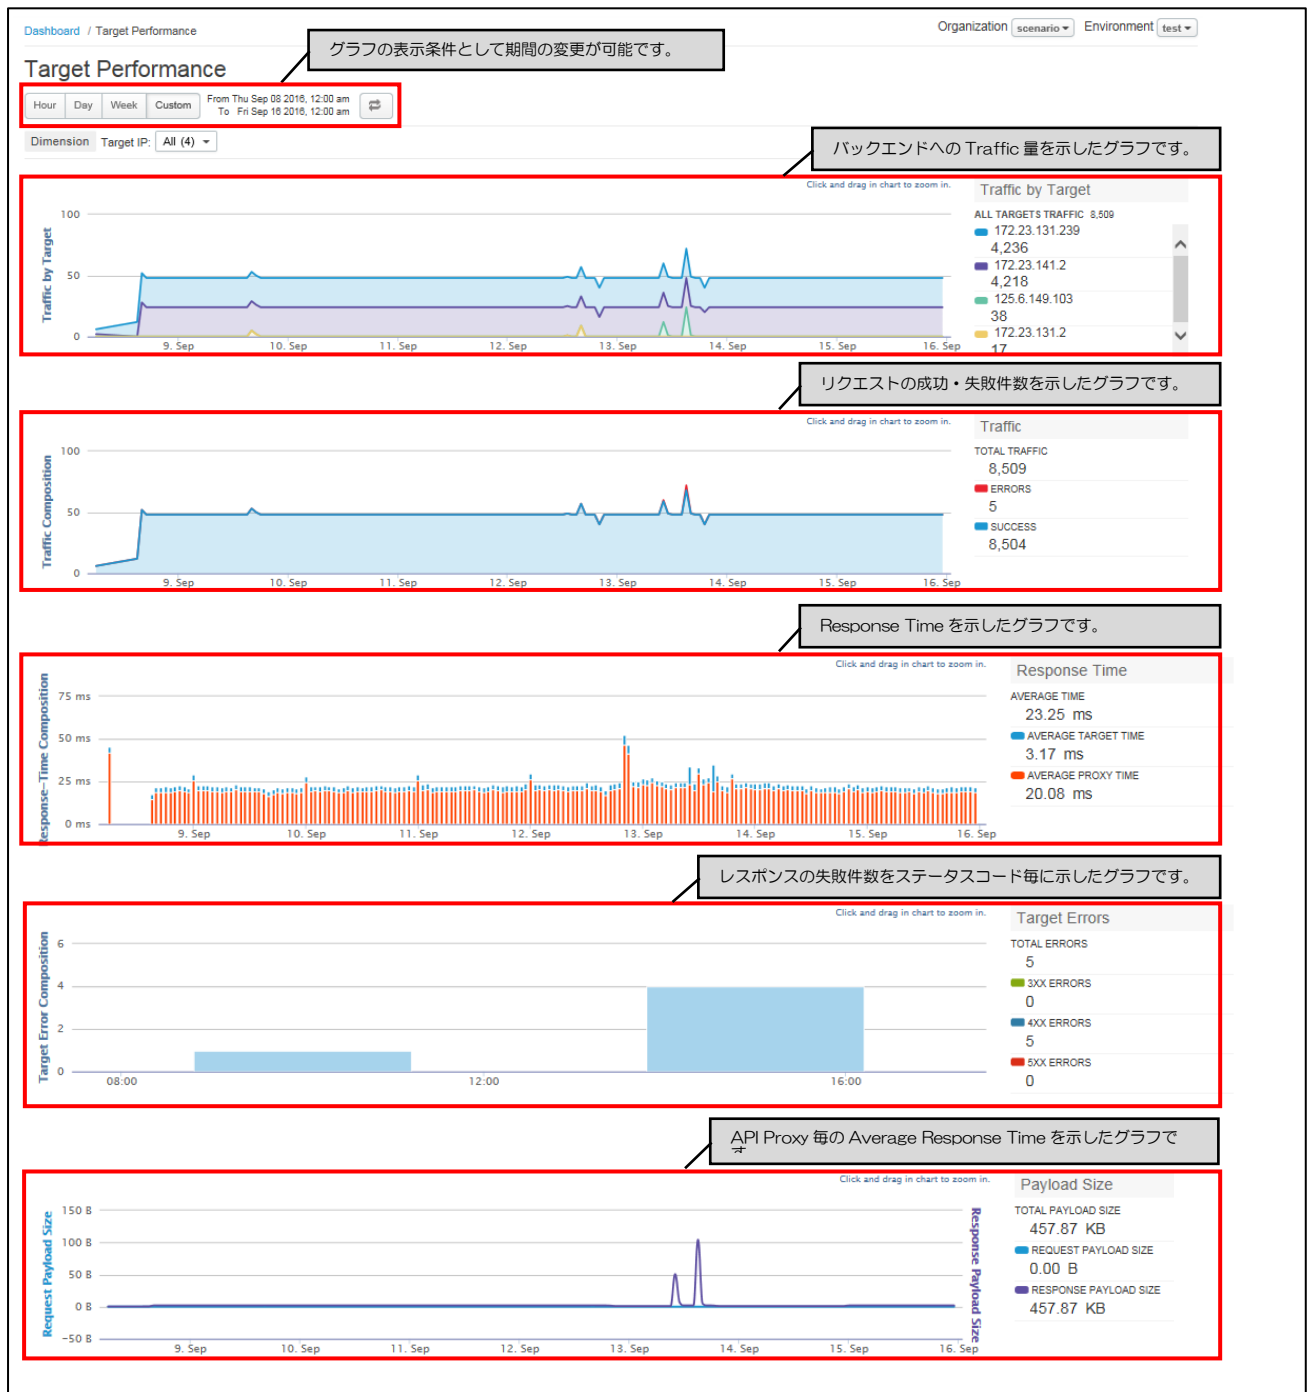 Dashboard / Target Performance
Organization scenario Environment test
グラフの表示条件として期間の変更が可能です。
Target Performance
Hour Day Week Custom From Thu Sep 08 2016, 12:00 am
To Fri Sep 16 2016, 12:00 am
Dimension Target IP: All (4)
バックエンドへの Traffic 量を示したグラフです。
Click and drag in chart to zoom in.
Traffic by Target
Traffic by Target
100
50
0
9. Sep 10. Sep 11. Sep 12. Sep 13. Sep 14. Sep 15. Sep 16. Sep
ALL TARGETS TRAFFIC 8,509
172.23.131.239
4,236
172.23.141.2
4,218
125.6.149.103
38
172.23.131.2
17
リクエストの成功・失敗件数を示したグラフです。
Click and drag in chart to zoom in.
Traffic Composition
100
50
0
9. Sep 10. Sep 11. Sep 12. Sep 13. Sep 14. Sep 15. Sep 16. Sep
Traffic
TOTAL TRAFFIC
8,509
ERRORS
5
SUCCESS
8,504
Response Time を示したグラフです。
Click and drag in chart to zoom in.
Response-Time Composition
75 ms
50 ms
25 ms
0 ms
9. Sep 10. Sep 11. Sep 12. Sep 13. Sep 14. Sep 15. Sep 16. Sep
Response Time
AVERAGE TIME
23.25 ms
AVERAGE TARGET TIME
3.17 ms
AVERAGE PROXY TIME
20.08 ms
レスポンスの失敗件数をステータスコード毎に示したグラフです。
Click and drag in chart to zoom in.
Target Error Composition
6
4
2
0
08:00 12:00 16:00
Target Errors
TOTAL ERRORS
5
3XX ERRORS
0
4XX ERRORS
5
5XX ERRORS
0
API Proxy 毎の Average Response Time を示したグラフで
す
Click and drag in chart to zoom in.
Request Payload Size
150 B
100 B
50 B
0 B
-50 B
9. Sep 10. Sep 11. Sep 12. Sep 13. Sep 14. Sep 15. Sep 16. Sep
Response Payload Size
Payload Size
TOTAL PAYLOAD SIZE
457.87 KB
REQUEST PAYLOAD SIZE
0.00 B
RESPONSE PAYLOAD SIZE
457.87 KB